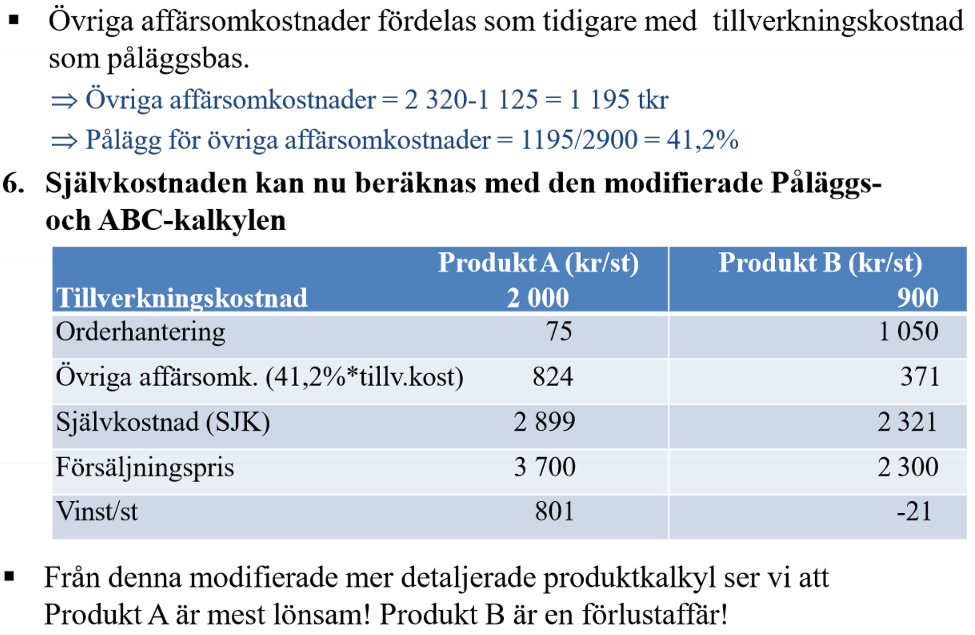 ▪ Övriga affärsomkostnader fördelas som tidigare med tillverkningskostnad
som påläggsbas.
⇒ Övriga affärsomkostnader = 2 320-1 125 = 1 195 tkr
⇒ Pålägg för övriga affärsomkostnader = 1195/2900 = 41,2%
6. Självkostnaden kan nu beräknas med den modifierade Påläggs-
och ABC-kalkylen
Produkt A (kr/st) Produkt B (kr/st)
Tillverkningskostnad 2 000 900
Orderhantering 75 1 050
Övriga affärsomk. (41,2%*tillv.kost) 824 371
Självkostnad (SJK) 2 899 2 321
Försäljningspris 3 700 2 300
Vinst/st 801 -21
▪ Från denna modifierade mer detaljerade produktkalkyl ser vi att
Produkt A är mest lönsam! Produkt B är en förlustaffär!